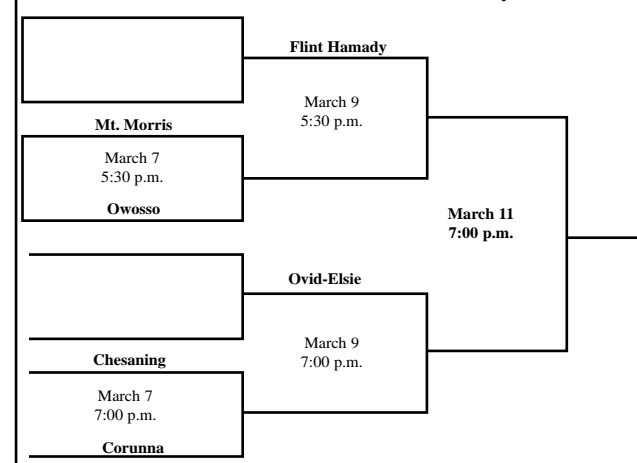 Flint Hamady
March 9
5:30 p.m.
Mt. Morris
March 7
5:30 p.m.
Owosso
March 11
7:00 p.m.
Ovid-Elsie
March 9
7:00 p.m.
Chesaning
March 7
7:00 p.m.
Corunna